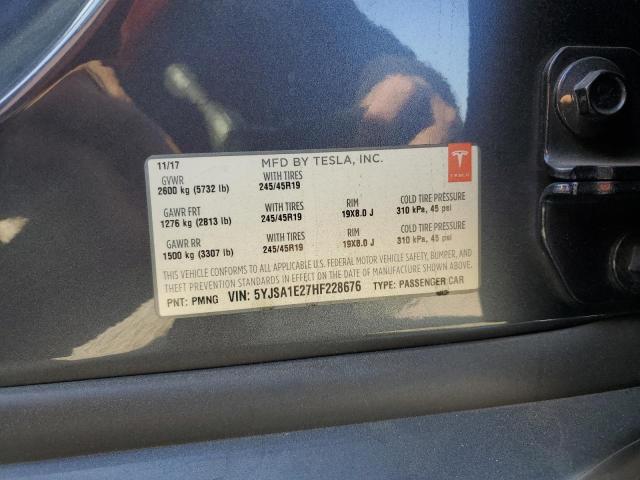 11/17 MFD BY TESLA, INC.
GVWR WITH TIRES
2600 kg (5732 lb) 245/45R19
TESLA
GAWR FRT WITH TIRES RIM COLD TIRE PRESSURE
1276 kg (2813 lb) 245/45R19 19X8.0 J 310 kPa, 45 psi
GAWR RR WITH TIRES RIM COLD TIRE PRESSURE
1500 kg (3307 lb) 245/45R19 19X8.0 J 310 kPa, 45 psi
THIS VEHICLE CONFORMS TO ALL APPLICABLE U.S. FEDERAL MOTOR VEHICLE SAFETY, BUMPER, AND
THEFT PREVENTION STANDARDS IN EFFECT ON THE DATE OF MANUFACTURE SHOWN ABOVE.
PNT: PMNG VIN: 5YJSA1E27HF228676 TYPE: PASSENGER CAR
MS